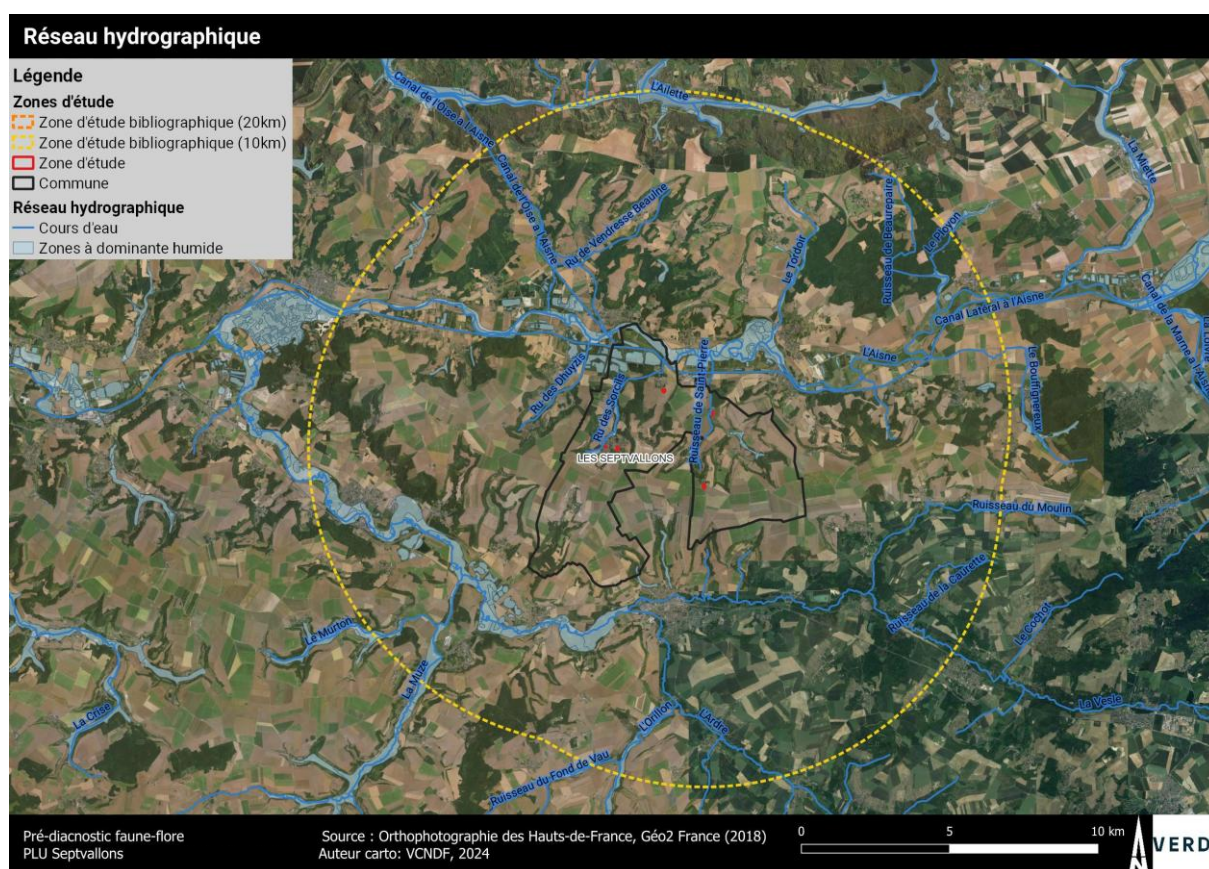 Réseau hydrographique
Légende
Zones d'étude
Zone d'étude bibliographique (20km)
Zone d'étude bibliographique (10km)
Zone d'étude
Commune
Réseau hydrographique
Cours d'eau
Zones à dominante humide
Canal de l'Oise à l'Aisne
L'Ailette
Canal de l'Oise à l'Aisne
La Miette
Ru de Vendresse Beaulne
Ruisseau de Beaurepaire
Le Ployon
Le Tordoir
Canal Latéral à l'Aisne
Canal de la Marne à l'Aisne
L'Aisne
Le Bouffignereux
Ru des Dhuyzis
Ru des Sorcils
Ruisseau de Saint-Pierre
LES SEPTVALLONS
Ruisseau du Moulin
Ruisseau de la Caurette
Le Cochot
Le Murton
La Muze
La Crise
La Vesle
L'Orillon
L'Ardre
Ruisseau du Fond de Vau
Pré-diacnostic faune-flore
PLU Septvallons
Source : Orthophotographie des Hauts-de-France, Géo2 France (2018)
Auteur carto: VCNDF, 2024
0 5 10 km
VERD